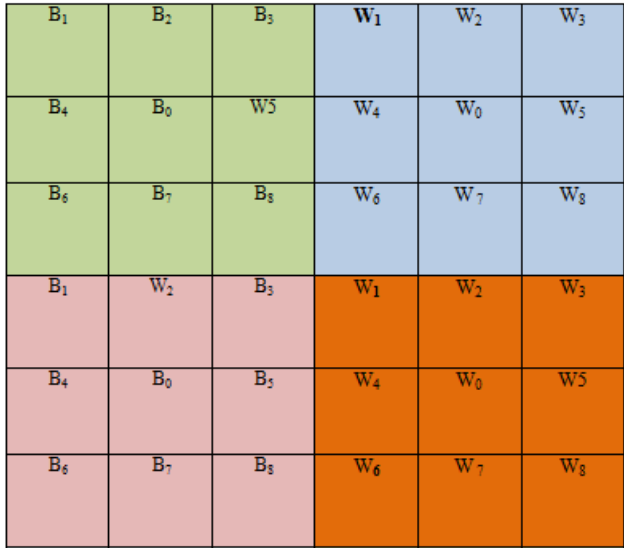 B₁ B₂ B₃ W₁ W₂ W₃
B₄ B₀ W5 W₄ W₀ W₅
B₆ B₇ B₈ W₆ W₇ W₈
B₁ W₂ B₃ W₁ W₂ W₃
B₄ B₀ B₅ W₄ W₀ W5
B₆ B₇ B₈ W₆ W₇ W₈